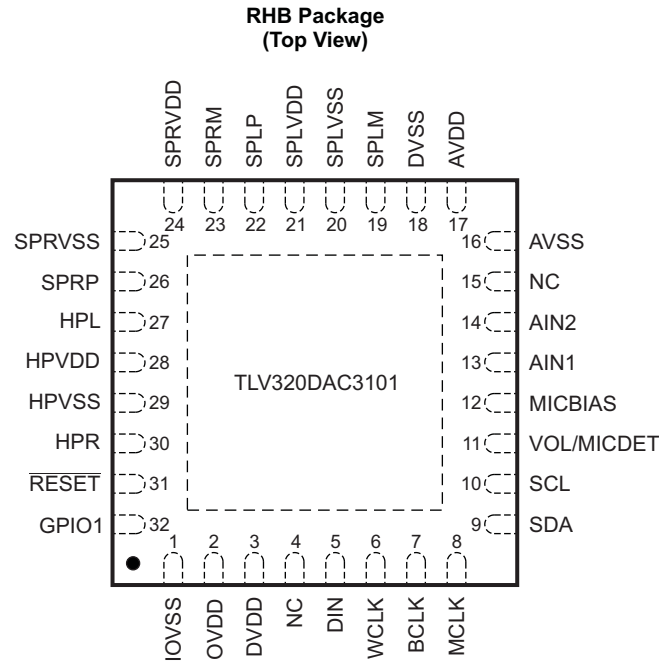 RHB Package
(Top View)
SPRVDD
SPRM
SPLP
SPLVDD
SPLVSS
SPLM
DVSS
AVDD
24 23 22 21 20 19 18 17
SPRVSS 25
SPRP 26
HPL 27
HPVDD 28
HPVSS 29
HPR 30
RESET 31
GPIO1 32
TLV320DAC3101
16 AVSS
15 NC
14 AIN2
13 AIN1
12 MICBIAS
11 VOL/MICDET
10 SCL
9 SDA
1 2 3 4 5 6 7 8
IOVSS
OVDD
DVDD
NC
DIN
WCLK
BCLK
MCLK